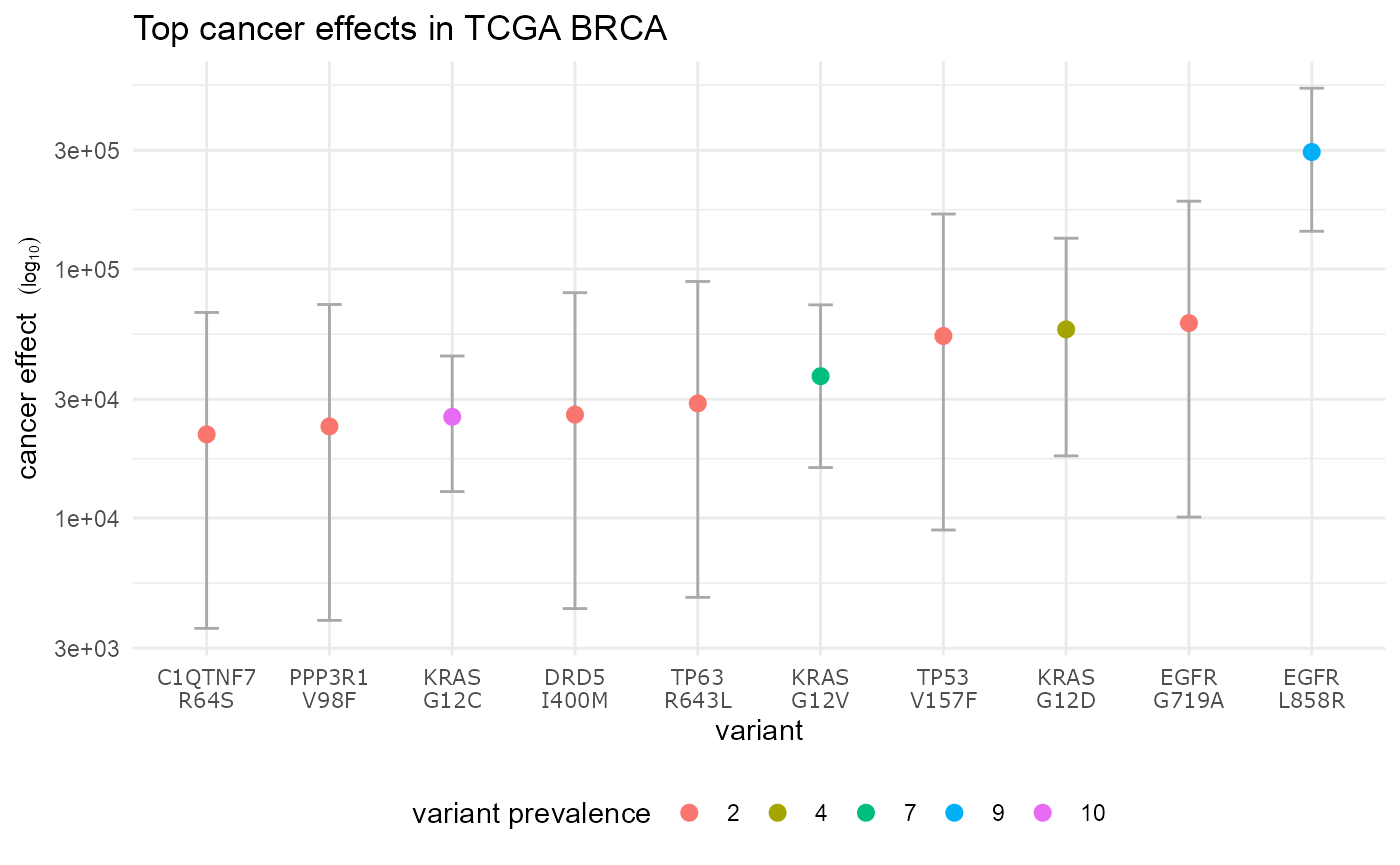 Top cancer effects in TCGA BRCA
cancer effect (log10)
3e+05
1e+05
3e+04
1e+04
3e+03
C1QTNF7 PPP3R1 KRAS DRD5 TP63 KRAS TP53 KRAS EGFR EGFR
R64S V98F G12C I400M R643L G12V V157F G12D G719A L858R
variant
variant prevalence 2 4 7 9 10